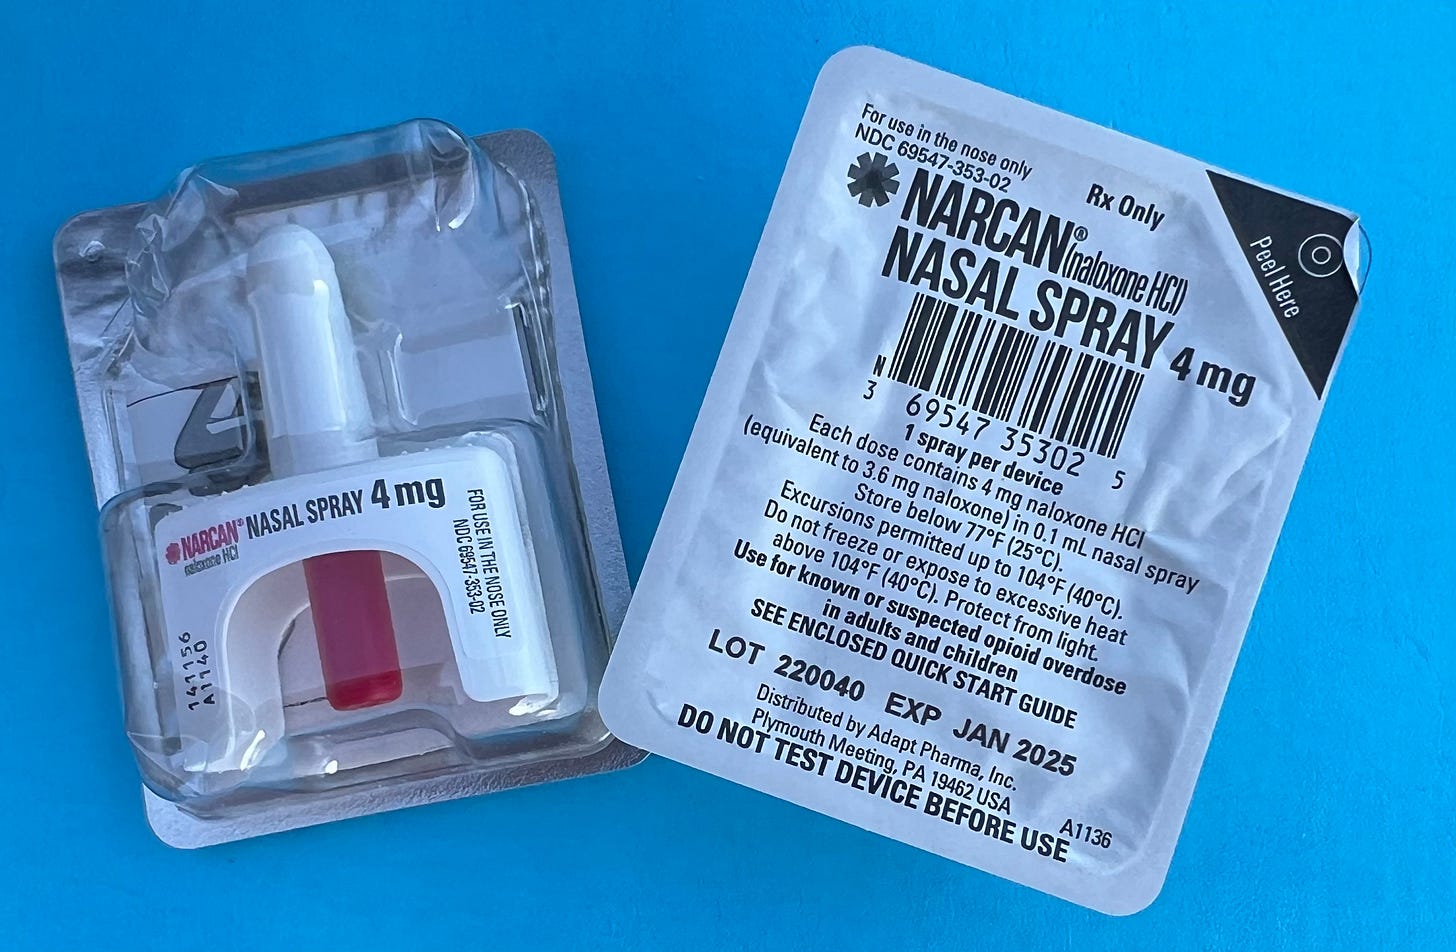 NARCAN® NASAL SPRAY 4 mg
naloxone HCl
FOR USE IN THE NOSE ONLY
NDC 69547-353-02
141156
A1140
For use in the nose only
NDC 69547-353-02
Rx Only
NARCAN® (naloxone HCl)
NASAL SPRAY 4 mg
Peel Here
N
3 69547 35302 5
1 spray per device
Each dose contains 4 mg naloxone HCl
(equivalent to 3.6 mg naloxone) in 0.1 mL nasal spray
Store below 77°F (25°C).
Excursions permitted up to 104°F (40°C).
Do not freeze or expose to excessive heat
above 104°F (40°C). Protect from light.
Use for known or suspected opioid overdose
in adults and children
SEE ENCLOSED QUICK START GUIDE
LOT 220040 EXP JAN 2025
Distributed by Adapt Pharma, Inc.
Plymouth Meeting, PA 19462 USA
A1136
DO NOT TEST DEVICE BEFORE USE